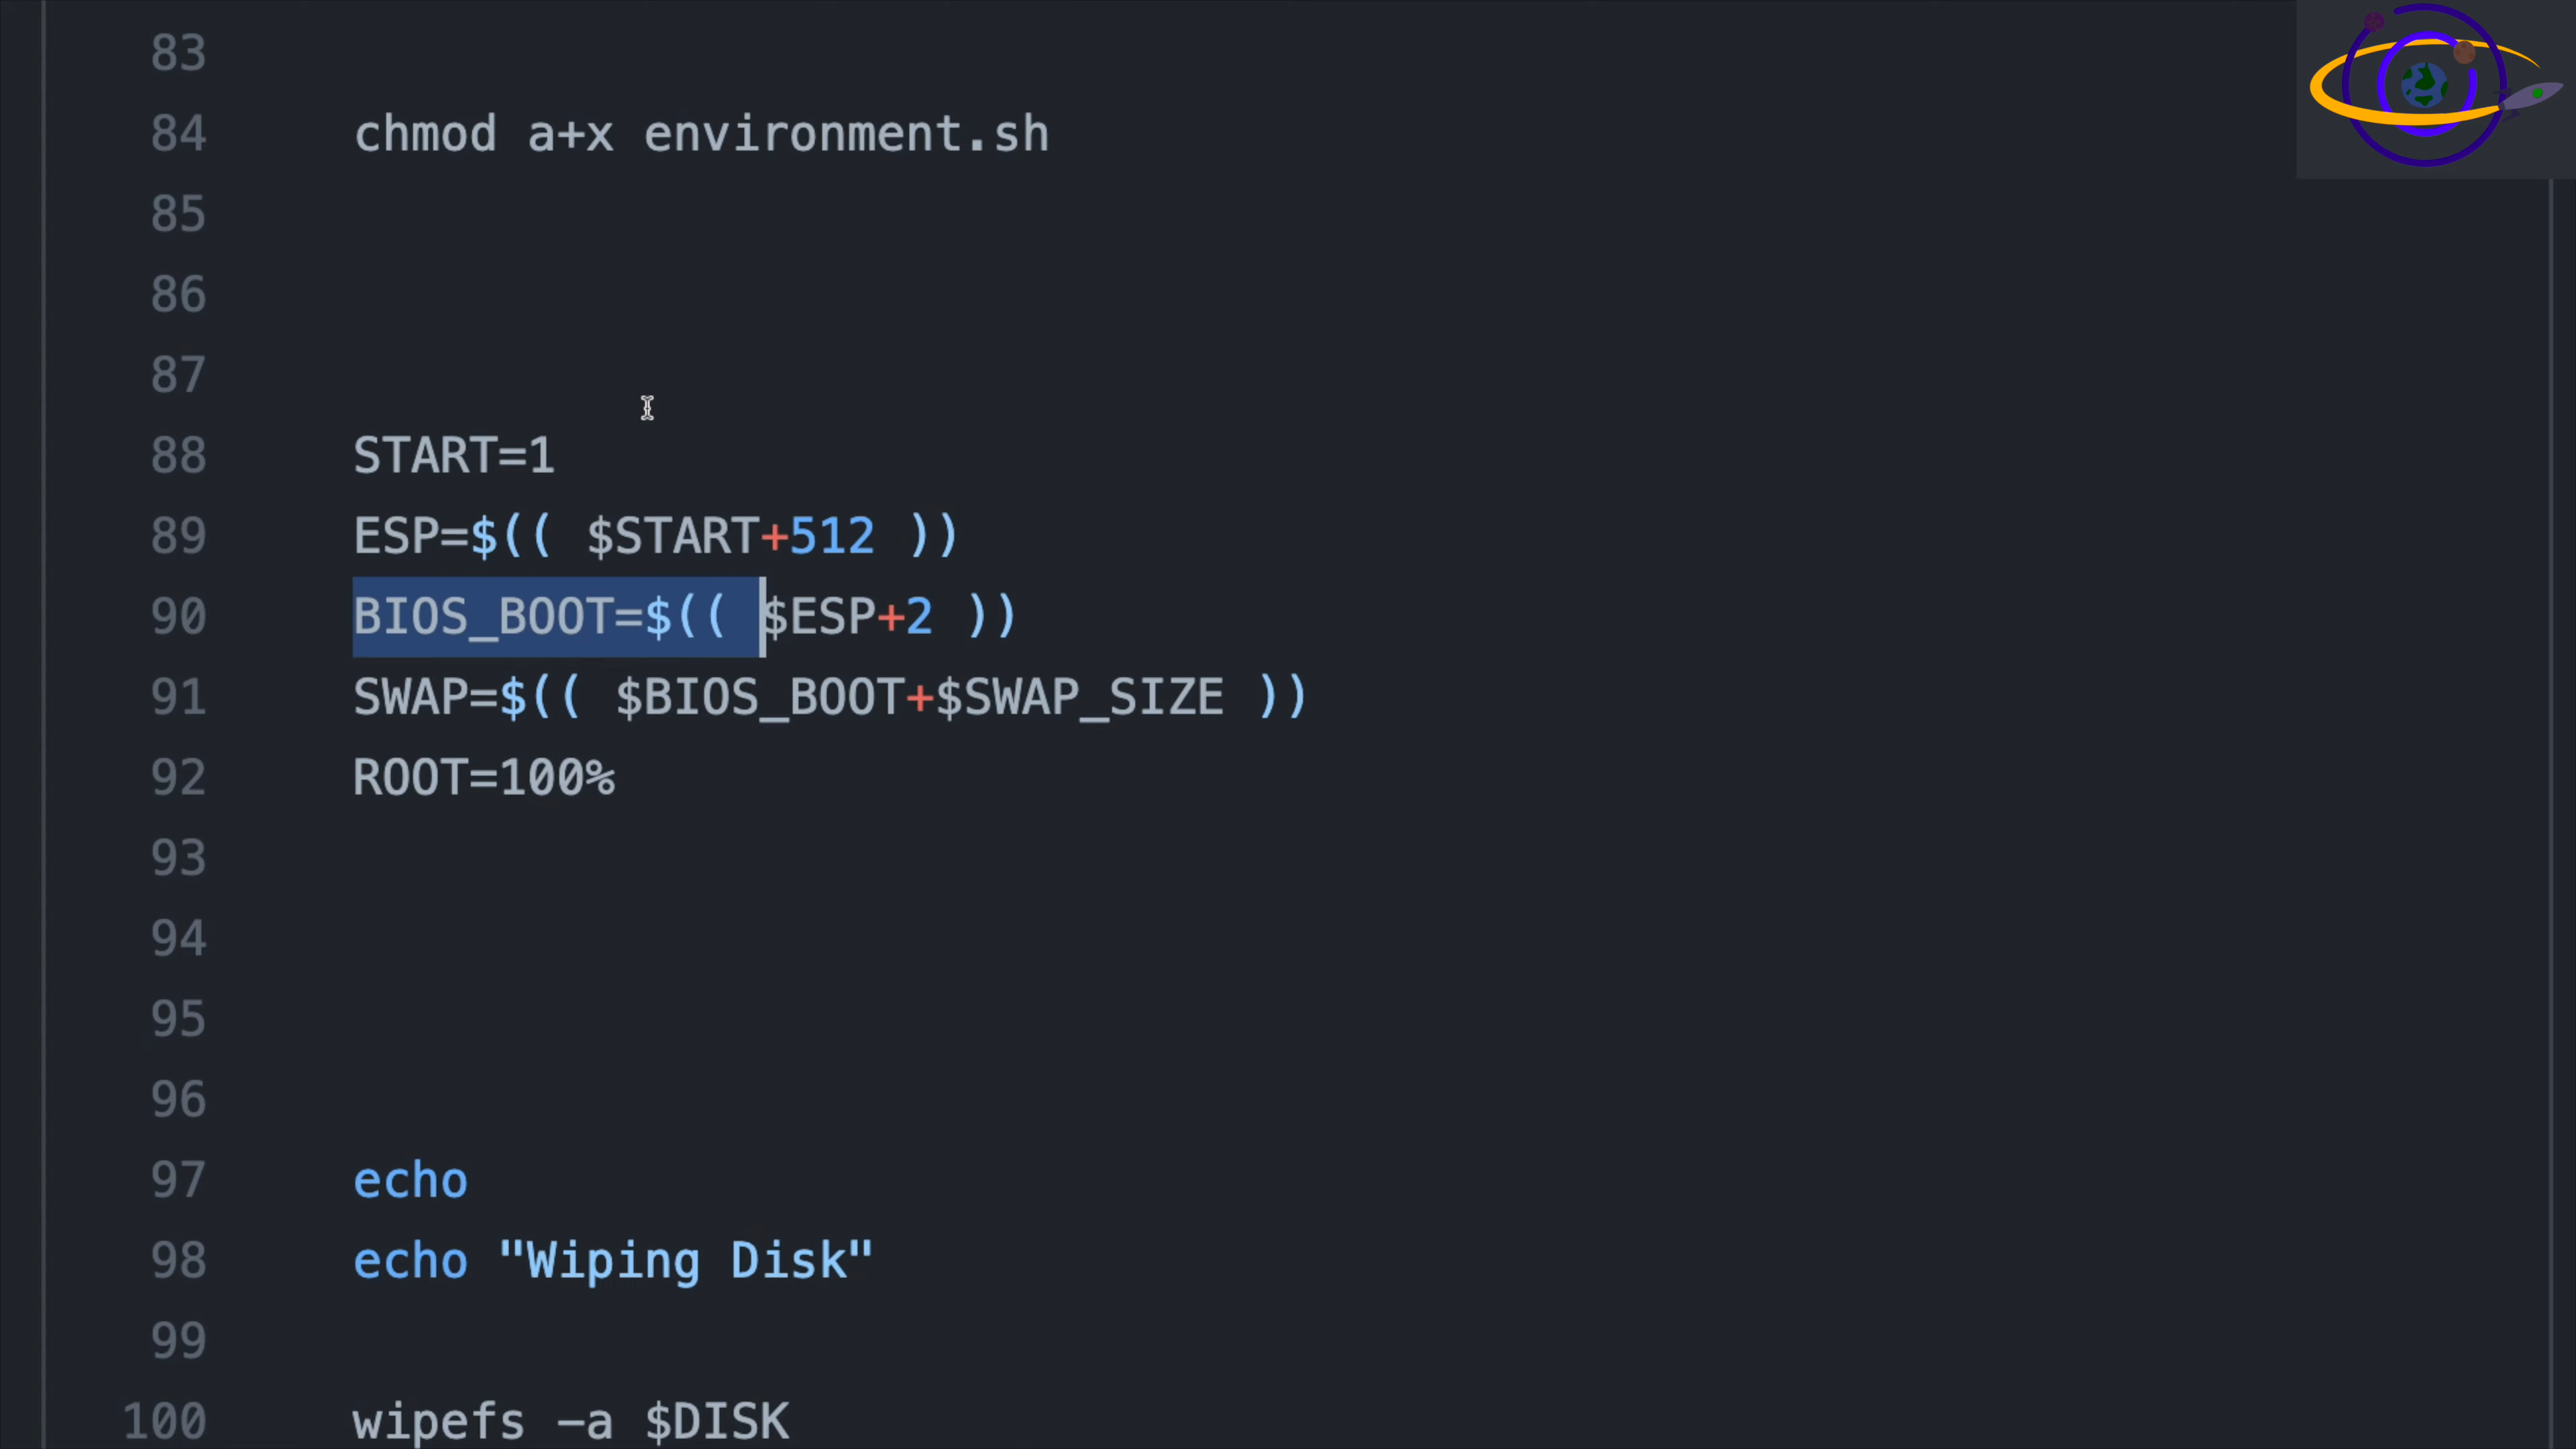 83
84 chmod a+x environment.sh
85
86
87
88 START=1
89 ESP=$(( $START+512 ))
90 BIOS_BOOT=$(( $ESP+2 ))
91 SWAP=$(( $BIOS_BOOT+$SWAP_SIZE ))
92 ROOT=100%
93
94
95
96
97 echo
98 echo "Wiping Disk"
99
100 wipefs -a $DISK